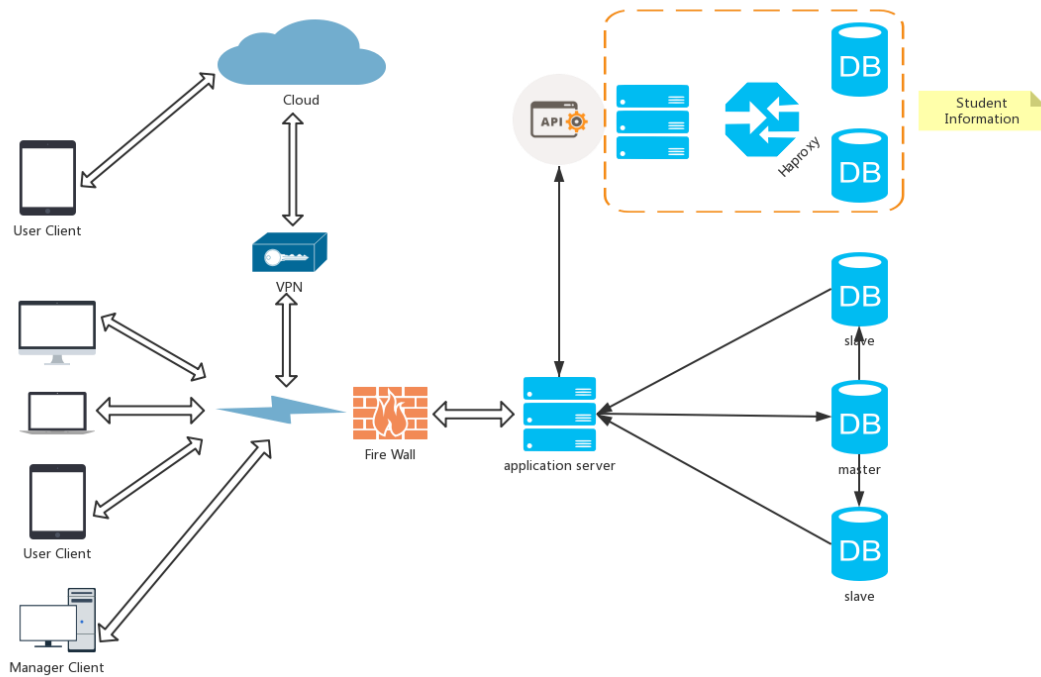 Cloud
User Client
VPN
User Client
Manager Client
Fire Wall
application server
API
Haproxy
DB
DB
Student
Information
DB
slave
DB
master
DB
slave